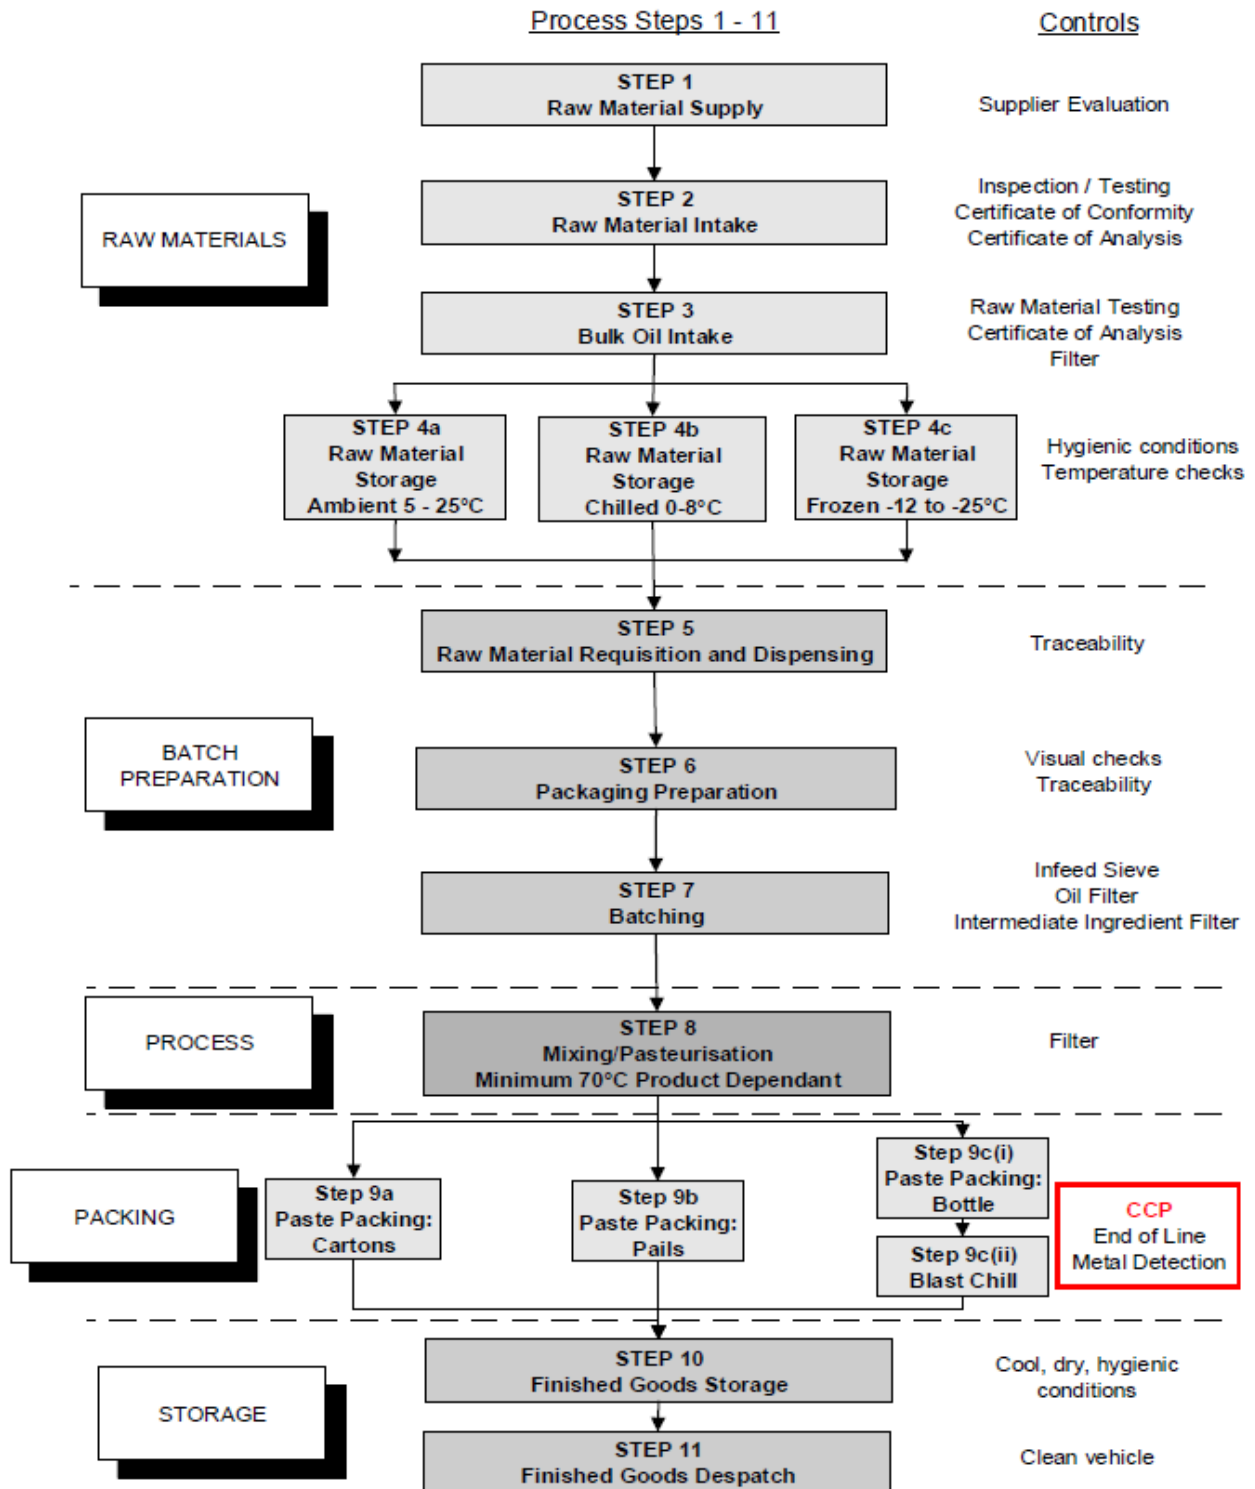 Process Steps 1 - 11
Controls
STEP 1
Raw Material Supply
Supplier Evaluation
RAW MATERIALS
STEP 2
Raw Material Intake
Inspection / Testing
Certificate of Conformity
Certificate of Analysis
STEP 3
Bulk Oil Intake
Raw Material Testing
Certificate of Analysis
Filter
STEP 4a
Raw Material
Storage
Ambient 5 - 25°C
STEP 4b
Raw Material
Storage
Chilled 0-8°C
STEP 4c
Raw Material
Storage
Frozen -12 to -25°C
Hygienic conditions
Temperature checks
STEP 5
Raw Material Requisition and Dispensing
Traceability
BATCH
PREPARATION
STEP 6
Packaging Preparation
Visual checks
Traceability
STEP 7
Batching
Infeed Sieve
Oil Filter
Intermediate Ingredient Filter
PROCESS
STEP 8
Mixing/Pasteurisation
Minimum 70°C Product Dependant
Filter
PACKING
Step 9a
Paste Packing:
Cartons
Step 9b
Paste Packing:
Pails
Step 9c(i)
Paste Packing:
Bottle
Step 9c(ii)
Blast Chill
CCP
End of Line
Metal Detection
STORAGE
STEP 10
Finished Goods Storage
Cool, dry, hygienic
conditions
STEP 11
Finished Goods Despatch
Clean vehicle